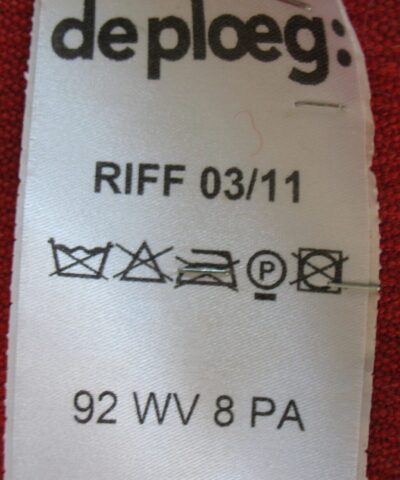 de ploeg:
RIFF 03/11
P
92 WV 8 PA